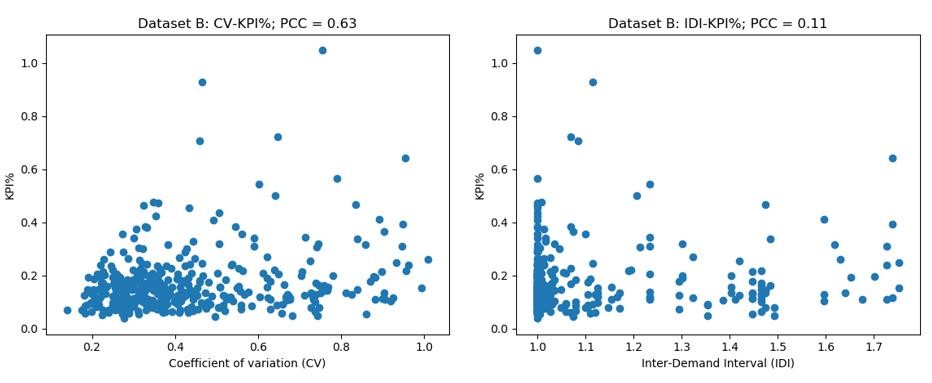 Dataset B: CV-KPI%; PCC = 0.63
1.0
0.8
0.6
0.4
0.2
0.0
KPI%
0.2 0.4 0.6 0.8 1.0
Coefficient of variation (CV)
Dataset B: IDI-KPI%; PCC = 0.11
1.0
0.8
0.6
0.4
0.2
0.0
KPI%
1.0 1.1 1.2 1.3 1.4 1.5 1.6 1.7
Inter-Demand Interval (IDI)